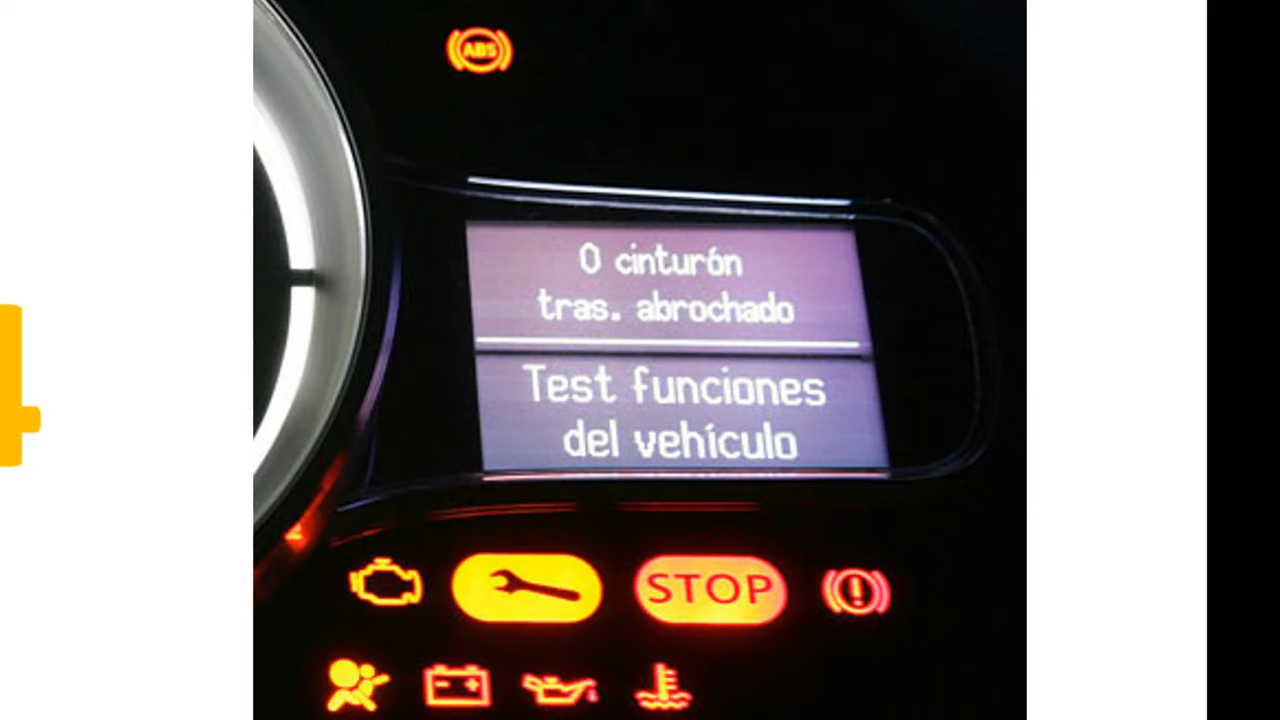 ABS
0 cinturón
tras. abrochado
Test funciones
del vehículo
STOP